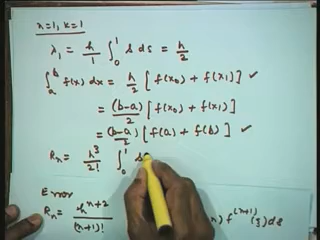 n=1, k=1
λ₁ = h/1 ∫₀¹ s ds = h/2
∫ₐᵇ f(x) dx = h/2 [f(x₀) + f(x₁)] ✓
= (b-a)/2 [f(x₀) + f(x₁)]
= (b-a)/2 [f(a) + f(b)] ✓
Rₙ = h³/2! ∫₀¹ s
Error
Rₙ = hⁿ⁺²/(n+1)! n) f⁽ⁿ⁺¹⁾(ξ) ds